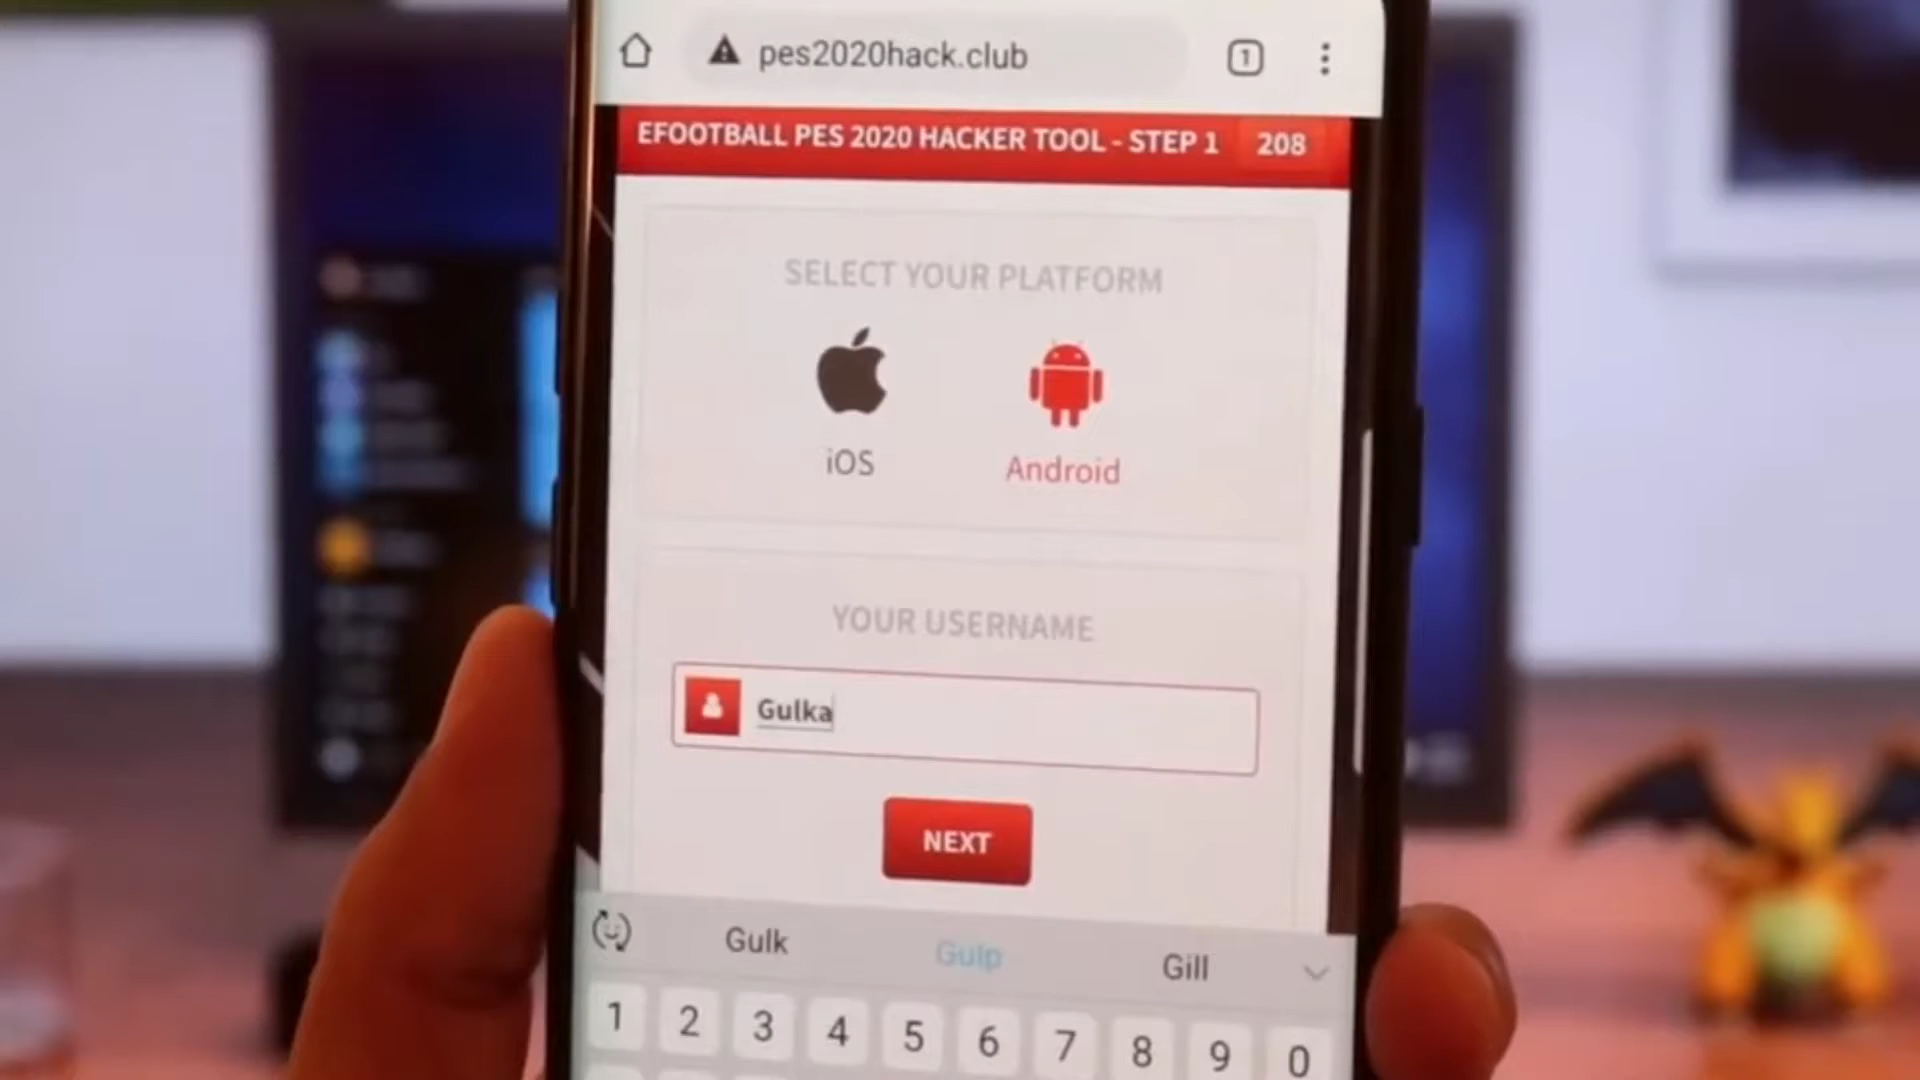 1
pes2020hack.club
EFOOTBALL PES 2020 HACKER TOOL - STEP 1
208
SELECT YOUR PLATFORM
iOS
Android
YOUR USERNAME
Gulka
NEXT
Gulk
Gulp
Gill
1 2 3 4 5 6 7 8 9 0